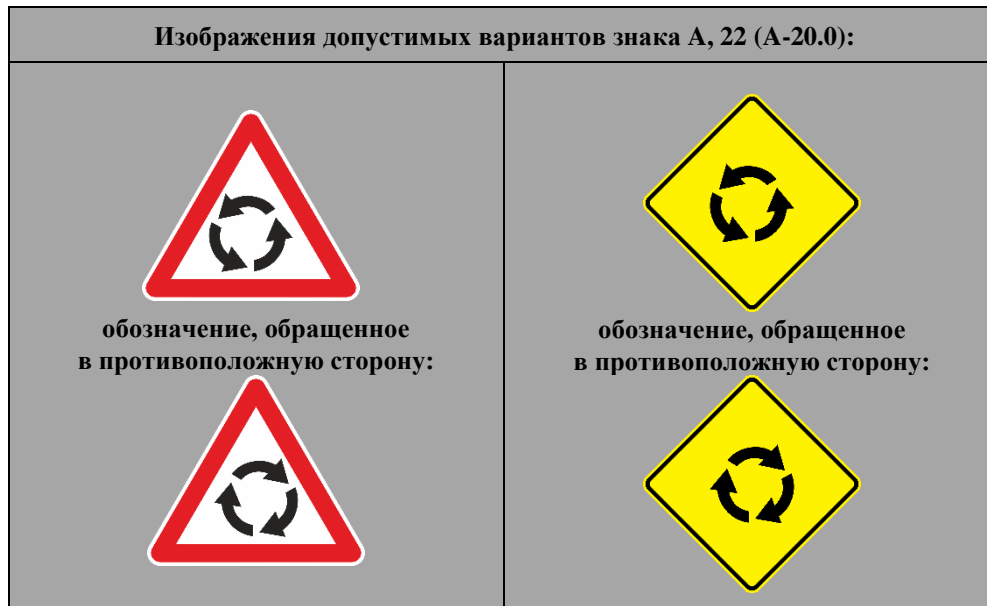 Изображения допустимых вариантов знака А, 22 (А-20.0):
обозначение, обращенное
в противоположную сторону:
обозначение, обращенное
в противоположную сторону: